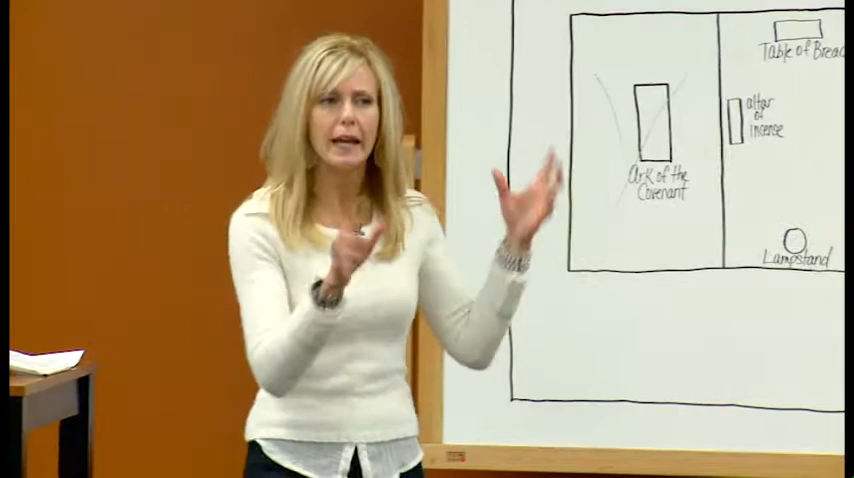 Table of Bread
altar
of
incense
Ark of the
Covenant
Lampstand